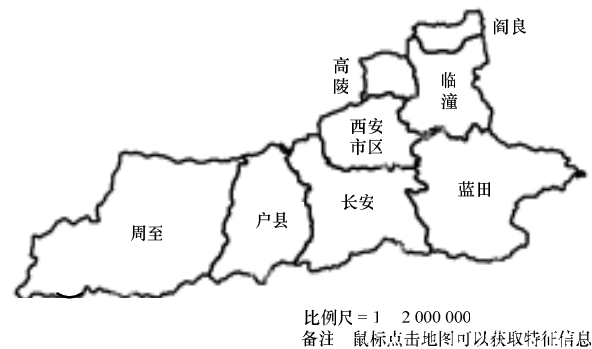 阎良
高
陵
临
潼
西安
市区
蓝田
长安
户县
周至
比例尺 = 1 2 000 000
备注 鼠标点击地图可以获取特征信息